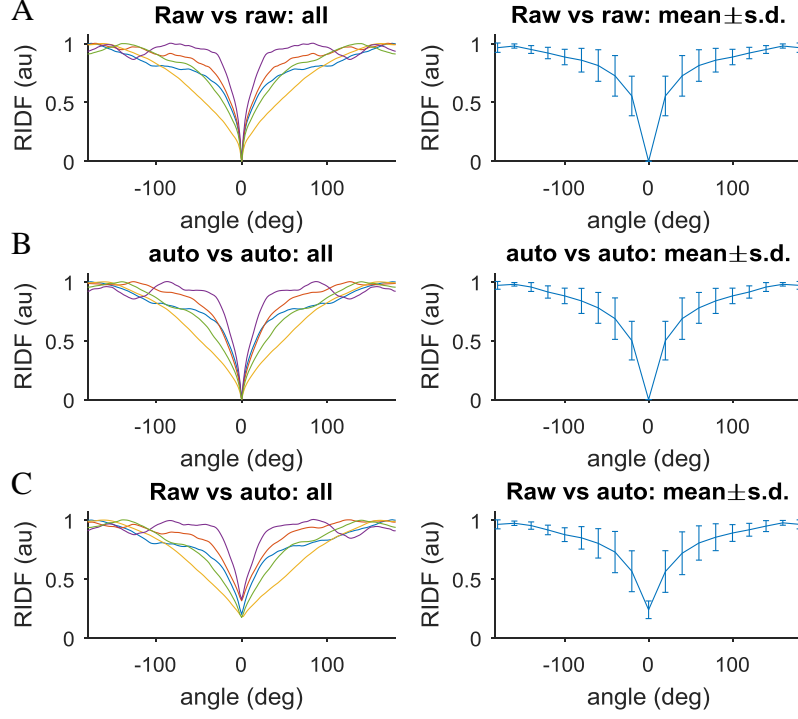 A
Raw vs raw: all
Raw vs raw: mean±s.d.
RIDF (au)
1
0.5
0
-100 0 100
angle (deg)
RIDF (au)
1
0.5
0
-100 0 100
angle (deg)
B
auto vs auto: all
auto vs auto: mean±s.d.
RIDF (au)
1
0.5
0
-100 0 100
angle (deg)
RIDF (au)
1
0.5
0
-100 0 100
angle (deg)
C
Raw vs auto: all
Raw vs auto: mean±s.d.
RIDF (au)
1
0.5
0
-100 0 100
angle (deg)
RIDF (au)
1
0.5
0
-100 0 100
angle (deg)